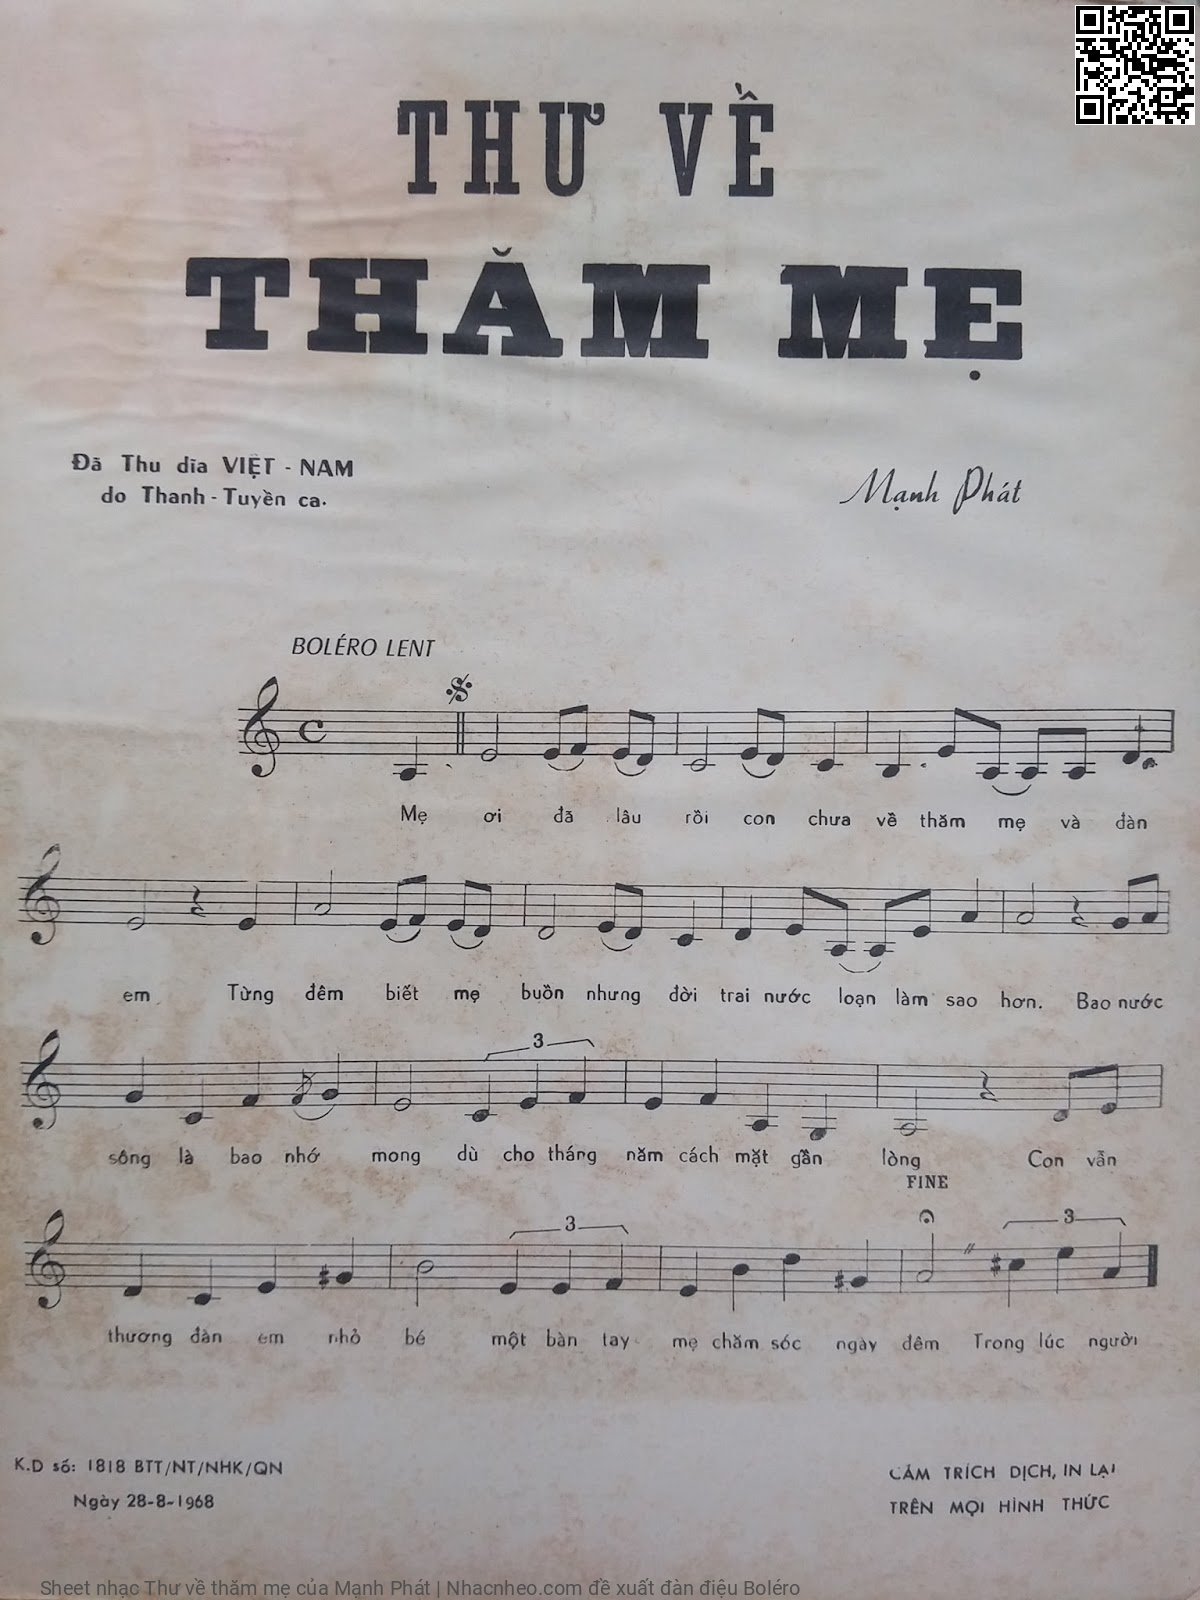 THƯ VỀ
THĂM MẸ
Đã Thu dĩa VIỆT - NAM
do Thanh - Tuyền ca.
Mạnh Phát
BOLÉRO LENT
Mẹ ơi đã lâu rồi con chưa về thăm mẹ và đàn
em Từng đêm biết mẹ buồn nhưng đời trai nước loạn làm sao hơn. Bao nước
3
sông là bao nhớ mong dù cho tháng năm cách mặt gần lòng Con vẫn
FINE
3 3
thương đàn em nhỏ bé một bàn tay mẹ chăm sóc ngày đêm Trong lúc người
K.D số: 1818 BTT/NT/NHK/QN
Ngày 28-8-1968
CẤM TRÍCH DỊCH, IN LẠI
TRÊN MỌI HÌNH THỨC
Sheet nhạc Thư về thăm mẹ của Mạnh Phát | Nhacnheo.com đề xuất đàn điệu Boléro